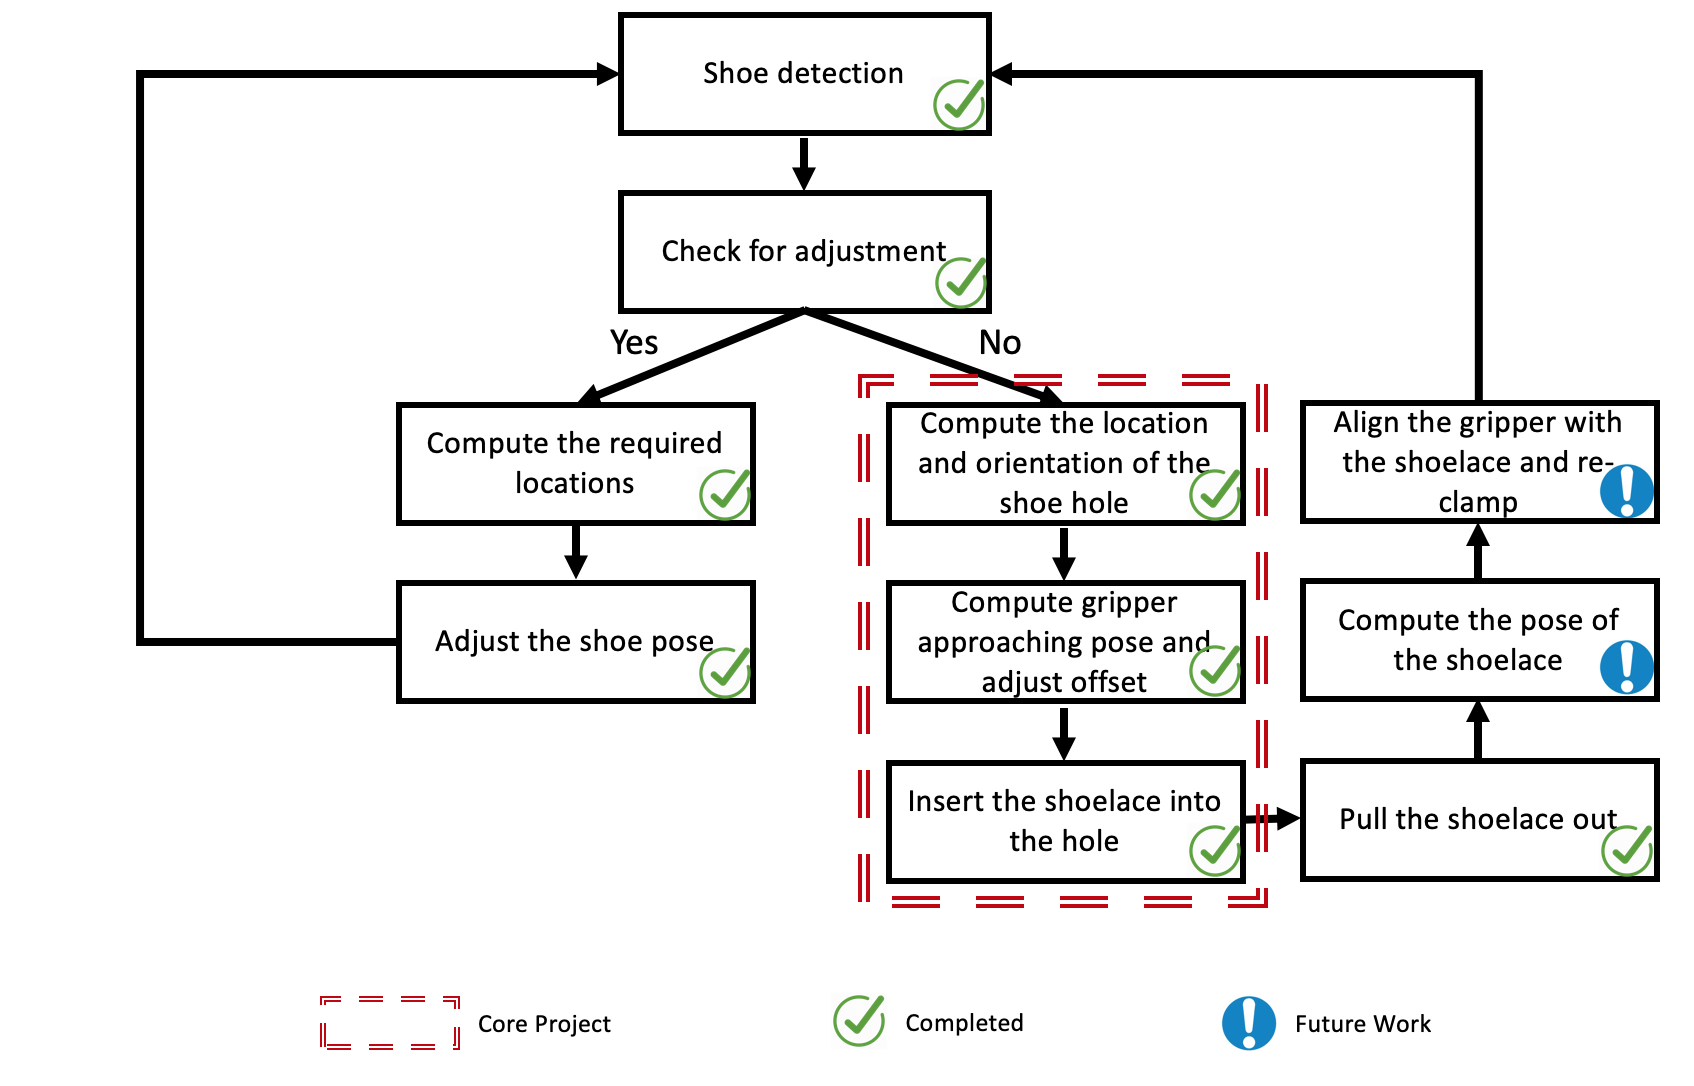 Shoe detection
Check for adjustment
Yes
No
Compute the required
locations
Adjust the shoe pose
Compute the location
and orientation of the
shoe hole
Compute gripper
approaching pose and
adjust offset
Insert the shoelace into
the hole
Align the gripper with
the shoelace and re-
clamp
Compute the pose of
the shoelace
Pull the shoelace out
Core Project
Completed
Future Work